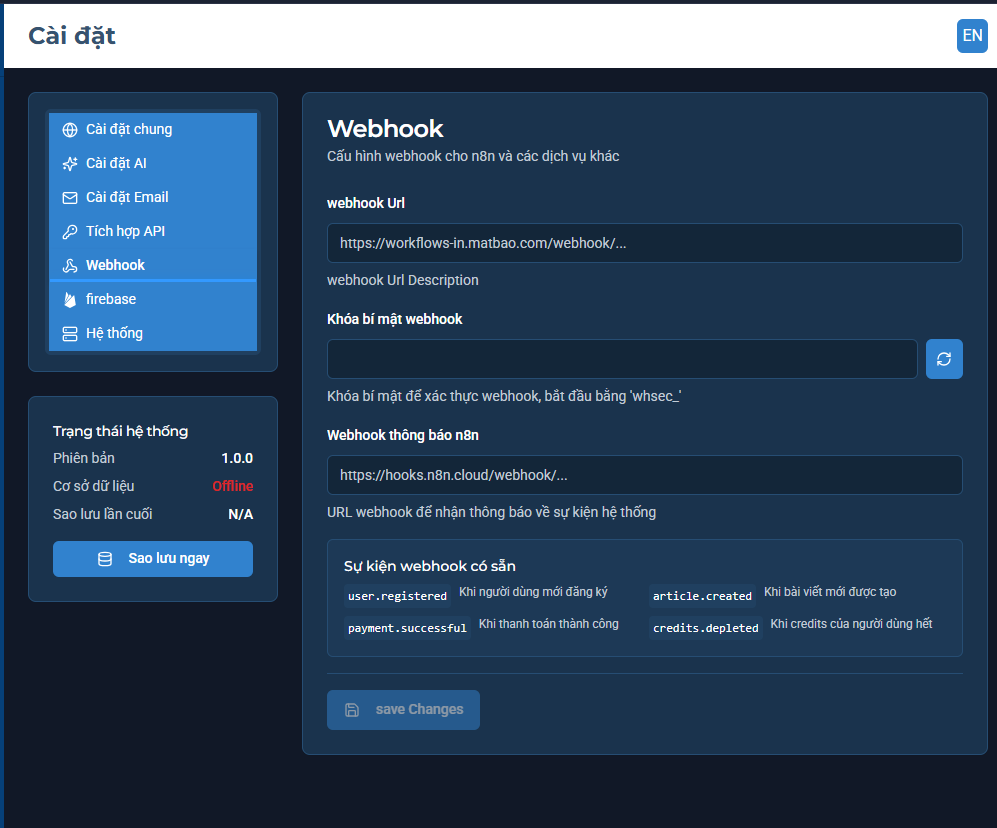 Cài đặt
EN
Cài đặt chung
Cài đặt AI
Cài đặt Email
Tích hợp API
Webhook
firebase
Hệ thống
Trạng thái hệ thống
Phiên bản 1.0.0
Cơ sở dữ liệu Offline
Sao lưu lần cuối N/A
Sao lưu ngay
Webhook
Cấu hình webhook cho n8n và các dịch vụ khác
webhook Url
https://workflows-in.matbao.com/webhook/...
webhook Url Description
Khóa bí mật webhook
Khóa bí mật để xác thực webhook, bắt đầu bằng 'whsec_'
Webhook thông báo n8n
https://hooks.n8n.cloud/webhook/...
URL webhook để nhận thông báo về sự kiện hệ thống
Sự kiện webhook có sẵn
user.registered Khi người dùng mới đăng ký
article.created Khi bài viết mới được tạo
payment.successful Khi thanh toán thành công
credits.depleted Khi credits của người dùng hết
save Changes